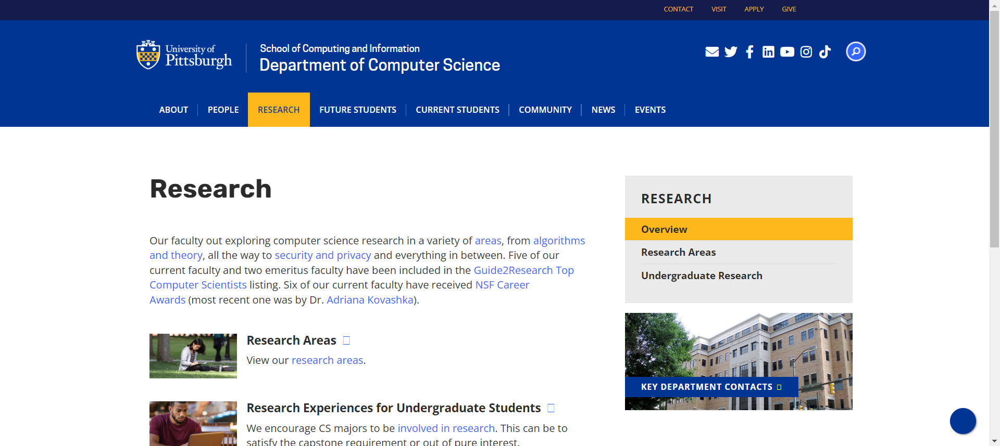 CONTACT VISIT APPLY GIVE
University of Pittsburgh
School of Computing and Information
Department of Computer Science
ABOUT PEOPLE RESEARCH FUTURE STUDENTS CURRENT STUDENTS COMMUNITY NEWS EVENTS
Research
Our faculty out exploring computer science research in a variety of areas, from algorithms
and theory, all the way to security and privacy and everything in between. Five of our
current faculty and two emeritus faculty have been included in the Guide2Research Top
Computer Scientists listing. Six of our current faculty have received NSF Career
Awards (most recent one was by Dr. Adriana Kovashka).
Research Areas
View our research areas.
Research Experiences for Undergraduate Students
We encourage CS majors to be involved in research. This can be to
satisfy the capstone requirement or out of pure interest.
RESEARCH
Overview
Research Areas
Undergraduate Research
KEY DEPARTMENT CONTACTS